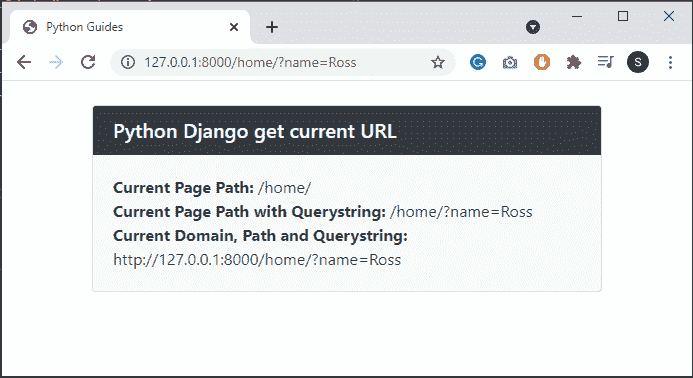 Python Guides
127.0.0.1:8000/home/?name=Ross
S
Python Django get current URL
Current Page Path: /home/
Current Page Path with Querystring: /home/?name=Ross
Current Domain, Path and Querystring:
http://127.0.0.1:8000/home/?name=Ross